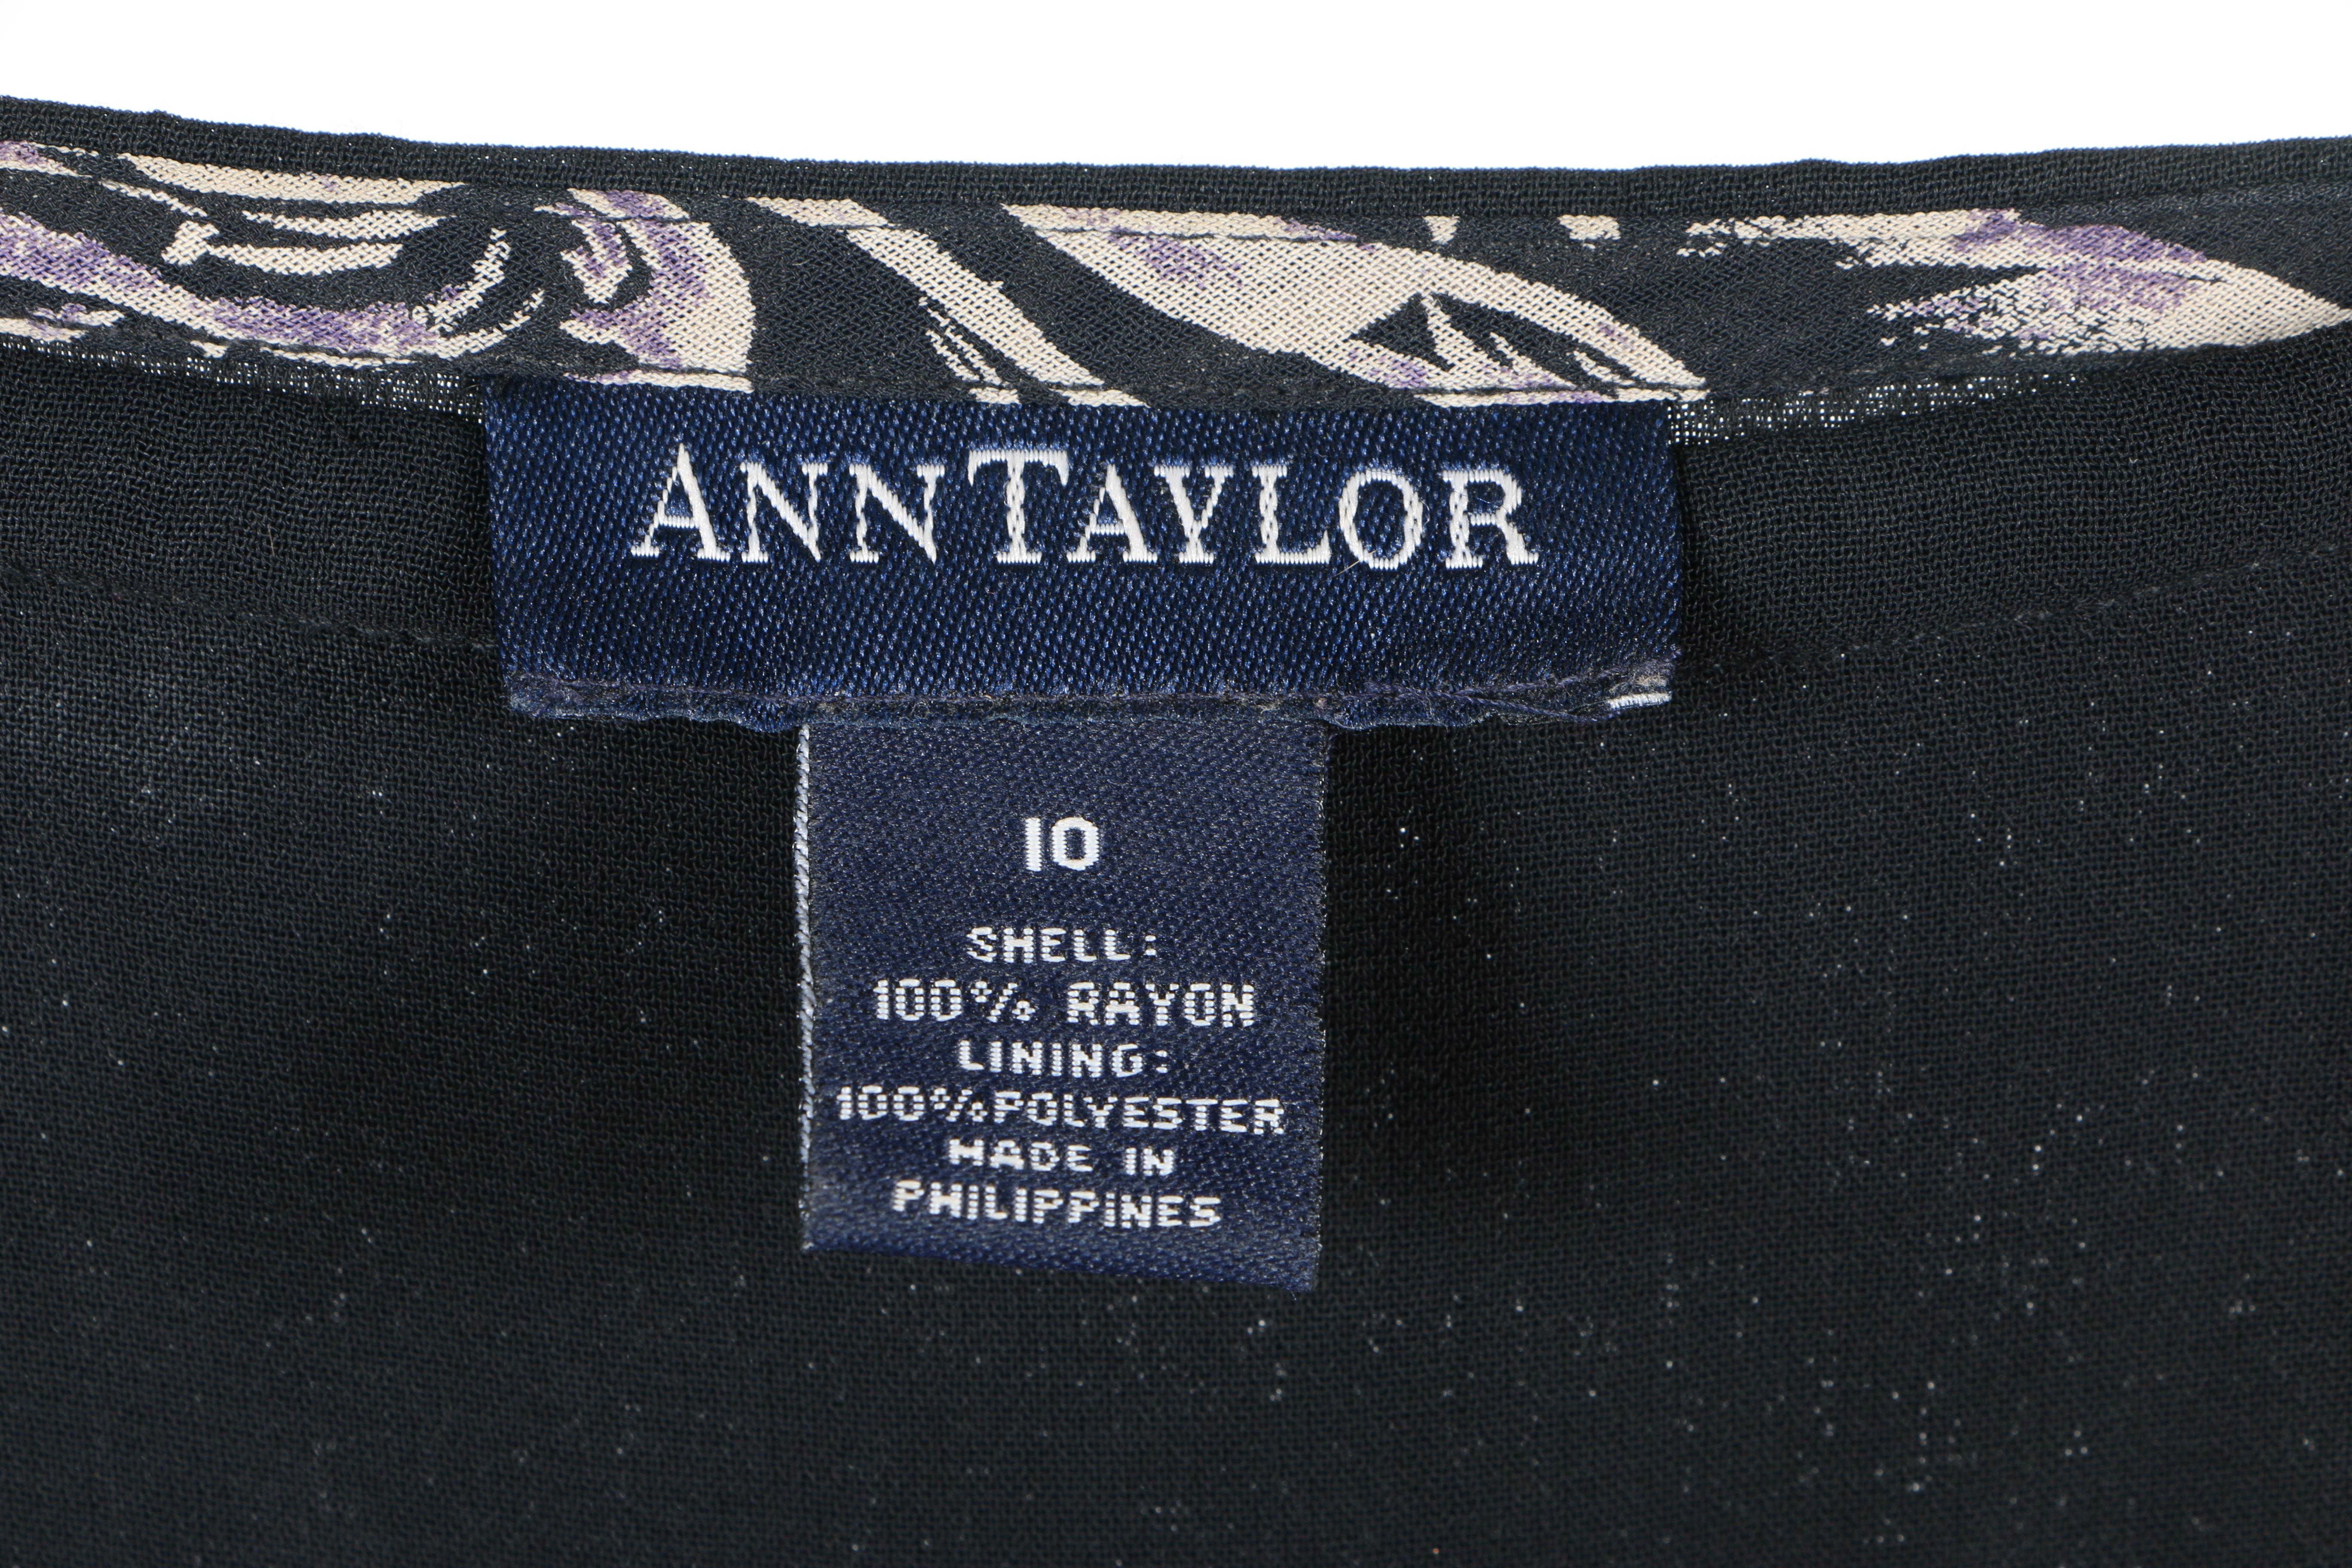 ANNTAYLOR
10
SHELL:
100% RAYON
LINING:
100%POLYESTER
MADE IN
PHILIPPINES